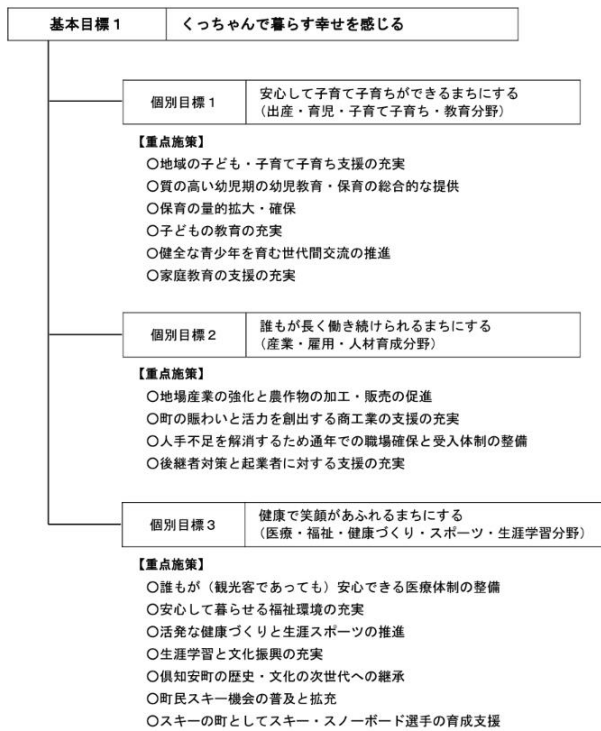 基本目標1 くっちゃんで暮らす幸せを感じる
個別目標1 安心して子育て子育ちができるまちにする
(出産・育児・子育て子育ち・教育分野)
【重点施策】
○地域の子ども・子育て子育ち支援の充実
○質の高い幼児期の幼児教育・保育の総合的な提供
○保育の量的拡大・確保
○子どもの教育の充実
○健全な青少年を育む世代間交流の推進
○家庭教育の支援の充実
個別目標2 誰もが長く働き続けられるまちにする
(産業・雇用・人材育成分野)
【重点施策】
○地場産業の強化と農作物の加工・販売の促進
○町の賑わいと活力を創出する商工業の支援の充実
○人手不足を解消するため通年での職場確保と受入体制の整備
○後継者対策と起業者に対する支援の充実
個別目標3 健康で笑顔があふれるまちにする
(医療・福祉・健康づくり・スポーツ・生涯学習分野)
【重点施策】
○誰もが(観光客であっても)安心できる医療体制の整備
○安心して暮らせる福祉環境の充実
○活発な健康づくりと生涯スポーツの推進
○生涯学習と文化振興の充実
○倶知安町の歴史・文化の次世代への継承
○町民スキー機会の普及と拡充
○スキーの町としてスキー・スノーボード選手の育成支援